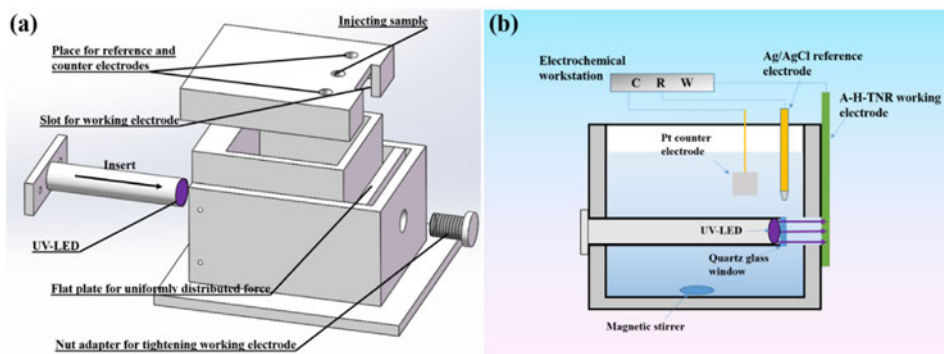 (a)
Injecting sample
Place for reference and
counter electrodes
Slot for working electrode
Insert
UV-LED
Flat plate for uniformly distributed force
Nut adapter for tightening working electrode
(b)
Electrochemical
workstation
C R W
Ag/AgCl reference
electrode
A-H-TNR working
electrode
Pt counter
electrode
UV-LED
Quartz glass
window
Magnetic stirrer